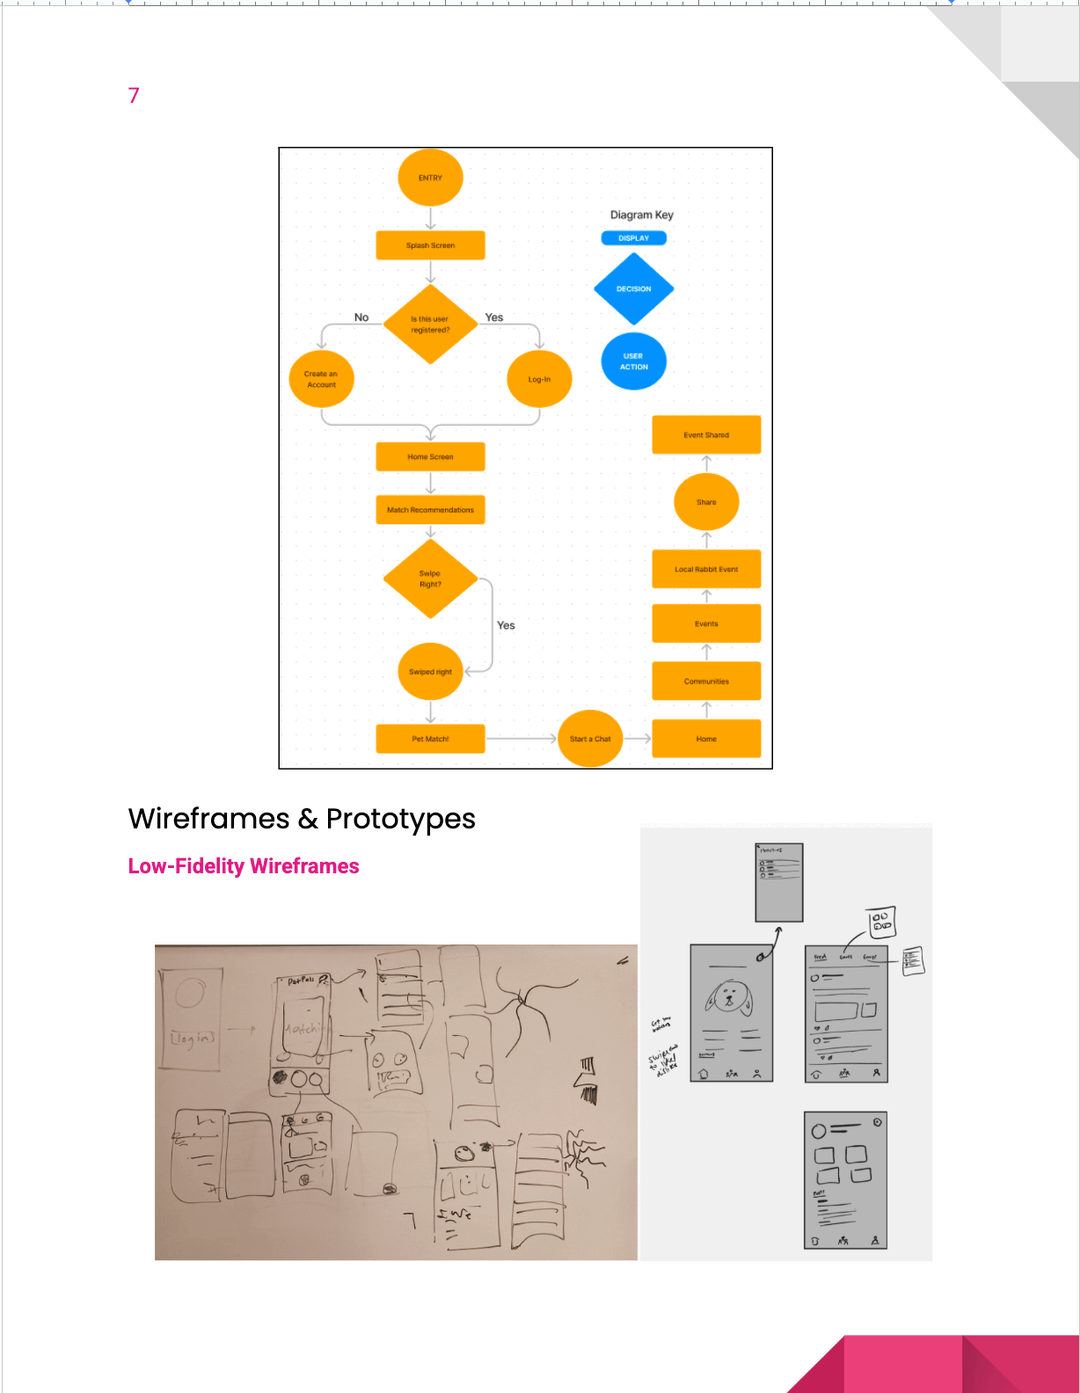 7
ENTRY
Splash Screen
Is this user
registered?
No
Yes
Create an
Account
Log-In
Home Screen
Match Recommendations
Swipe
Right?
Yes
Swiped right
Pet Match!
Start a Chat
Home
Communities
Events
Local Rabbit Event
Share
Event Shared
Diagram Key
DISPLAY
DECISION
USER
ACTION
Wireframes & Prototypes
Low-Fidelity Wireframes
login
PetPals